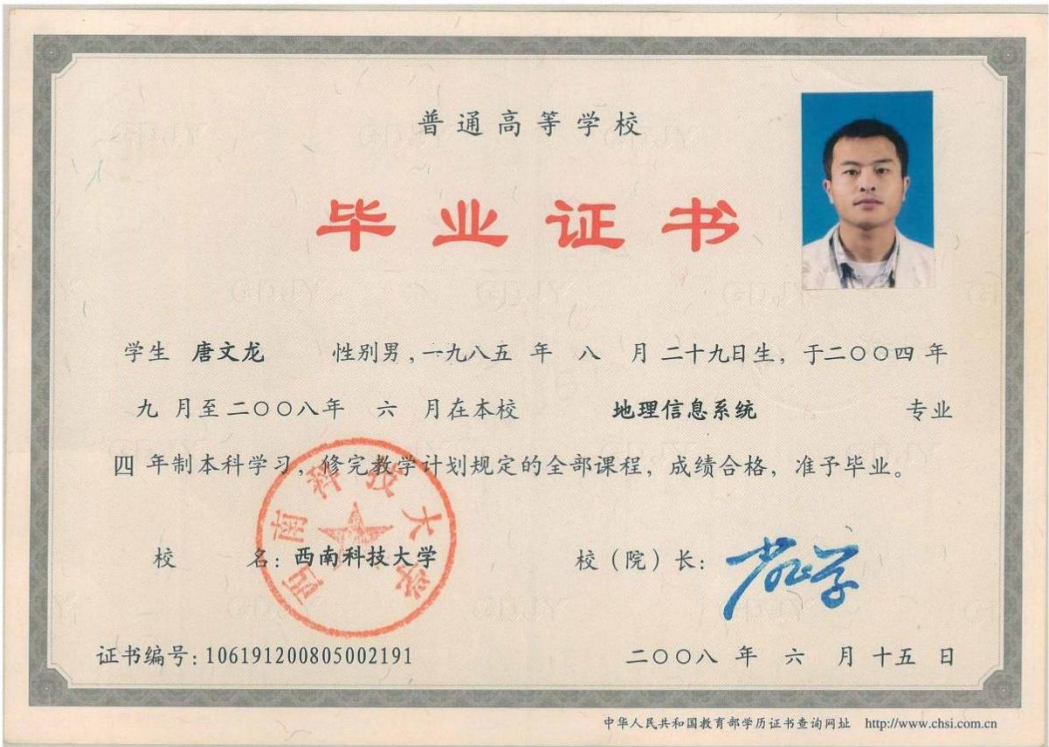 普通高等学校
毕业证书
学生 唐文龙 性别男，一九八五 年 八 月 二十九日生，于二〇〇四 年
九 月至二〇〇八年 六 月在本校 地理信息系统 专业
四 年制本科学习，修完教学计划规定的全部课程，成绩合格，准予毕业。
校 名：西南科技大学 校（院）长：
西南科技大学
证书编号：106191200805002191 二〇〇八 年 六 月 十五 日
中华人民共和国教育部学历证书查询网址 http://www.chsi.com.cn